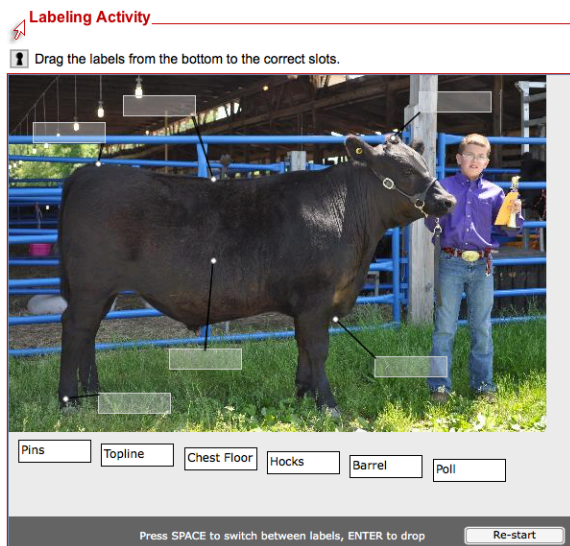 Labeling Activity
Drag the labels from the bottom to the correct slots.
Pins
Topline
Chest Floor
Hocks
Barrel
Poll
Press SPACE to switch between labels, ENTER to drop
Re-start